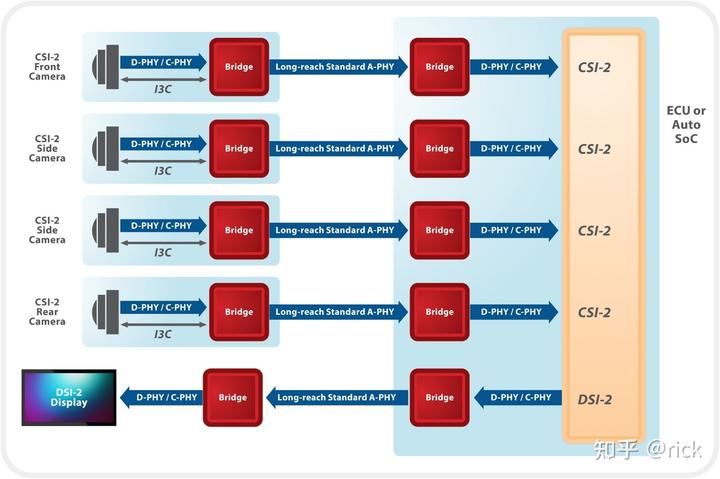 CSI-2
Front
Camera
D-PHY / C-PHY
I3C
Bridge
Long-reach Standard A-PHY
Bridge
D-PHY / C-PHY
CSI-2
ECU or
Auto
SoC
CSI-2
Side
Camera
D-PHY / C-PHY
I3C
Bridge
Long-reach Standard A-PHY
Bridge
D-PHY / C-PHY
CSI-2
CSI-2
Side
Camera
D-PHY / C-PHY
I3C
Bridge
Long-reach Standard A-PHY
Bridge
D-PHY / C-PHY
CSI-2
CSI-2
Rear
Camera
D-PHY / C-PHY
I3C
Bridge
Long-reach Standard A-PHY
Bridge
D-PHY / C-PHY
CSI-2
DSI-2
Display
D-PHY / C-PHY
Bridge
Long-reach Standard A-PHY
Bridge
D-PHY / C-PHY
DSI-2
知乎 @rick